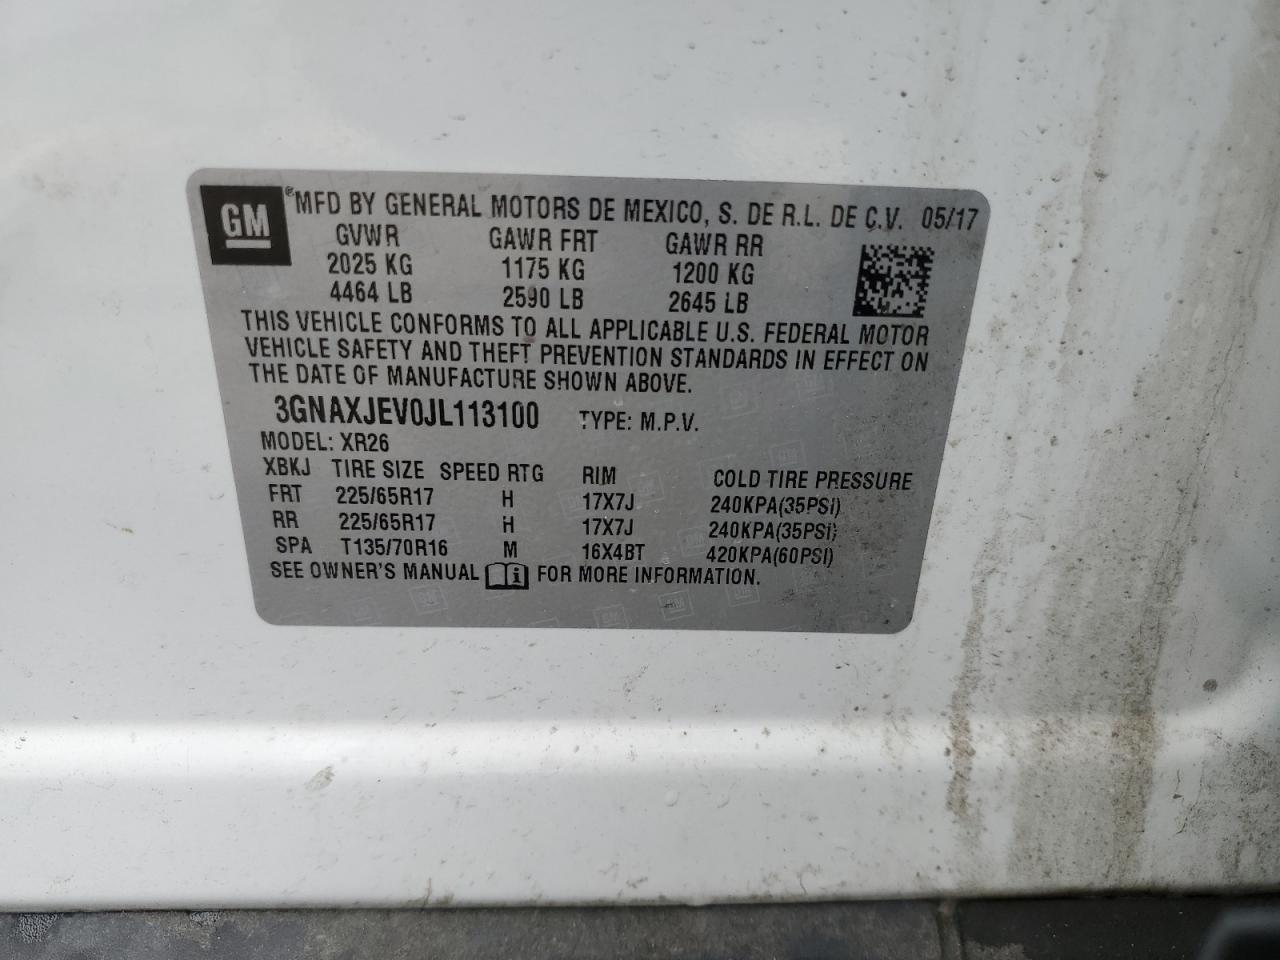 GM ® MFD BY GENERAL MOTORS DE MEXICO, S. DE R.L. DE C.V. 05/17
GVWR GAWR FRT GAWR RR
2025 KG 1175 KG 1200 KG
4464 LB 2590 LB 2645 LB
THIS VEHICLE CONFORMS TO ALL APPLICABLE U.S. FEDERAL MOTOR
VEHICLE SAFETY AND THEFT PREVENTION STANDARDS IN EFFECT ON
THE DATE OF MANUFACTURE SHOWN ABOVE.
3GNAXJEV0JL113100 TYPE: M.P.V.
MODEL: XR26
XBKJ TIRE SIZE SPEED RTG RIM COLD TIRE PRESSURE
FRT 225/65R17 H 17X7J 240KPA(35PSI)
RR 225/65R17 H 17X7J 240KPA(35PSI)
SPA T135/70R16 M 16X4BT 420KPA(60PSI)
SEE OWNER'S MANUAL FOR MORE INFORMATION.